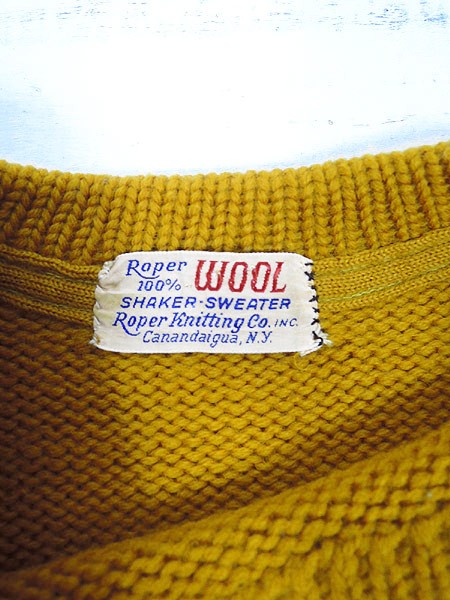 Roper
100% WOOL
SHAKER-SWEATER
Roper Knitting Co. INC.
Canandaigua, N.Y.